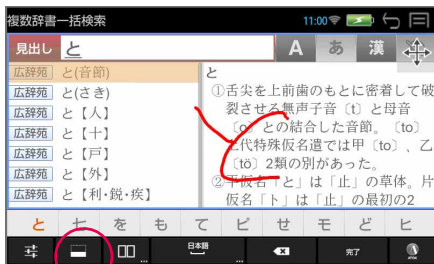 複数辞書一括検索
11:00
見出し と
A あ 漢
広辞苑 と(音節)
広辞苑 と(さき)
広辞苑 と【人】
広辞苑 と【十】
広辞苑 と【戸】
広辞苑 と【外】
広辞苑 と【利・鋭・疾】
と
①舌尖を上前歯のもとに密着して破
裂させる無声子音〔t〕と母音
〔o〕との結合した音節。〔to〕
上代特殊仮名遣では甲〔to〕、乙
〔tö〕2類の別があった。
②平仮名「と」は「止」の草体。片
仮名「ト」は「止」の最初の2
と 七 を も て ピ せ モ ど ヒ
日本語 完了